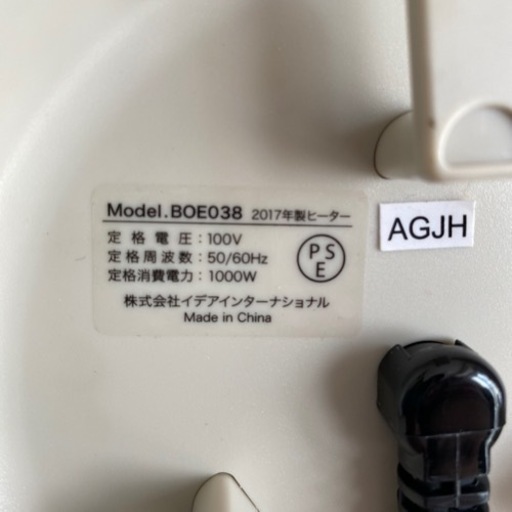 Model.BOE038 2017年製ヒーター
定格電圧：100V
定格周波数：50/60Hz
定格消費電力：1000W
PSE
株式会社イデアインターナショナル
Made in China
AGJH